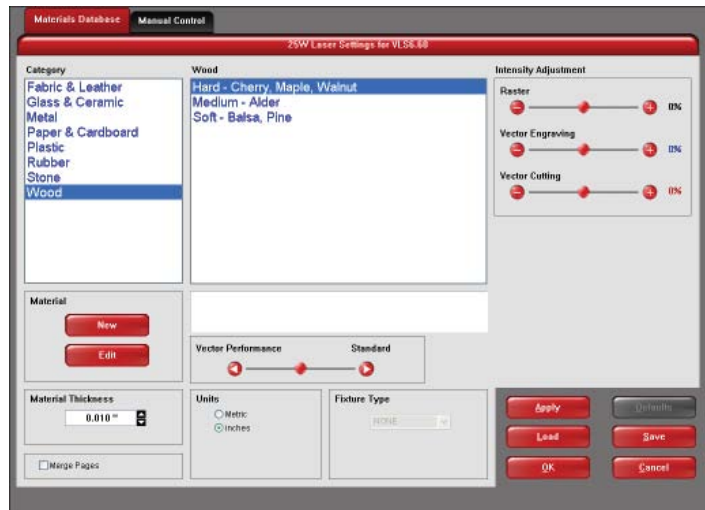 Materials Database
Manual Control
25W Laser Settings for VLS6.60
Category
Fabric & Leather
Glass & Ceramic
Metal
Paper & Cardboard
Plastic
Rubber
Stone
Wood
Wood
Hard - Cherry, Maple, Walnut
Medium - Alder
Soft - Balsa, Pine
Intensity Adjustment
Raster
0%
Vector Engraving
0%
Vector Cutting
0%
Material
New
Edit
Vector Performance
Standard
Material Thickness
0.010 "
Merge Pages
Units
Metric
Inches
Fixture Type
NONE
Apply
Defaults
Load
Save
OK
Cancel